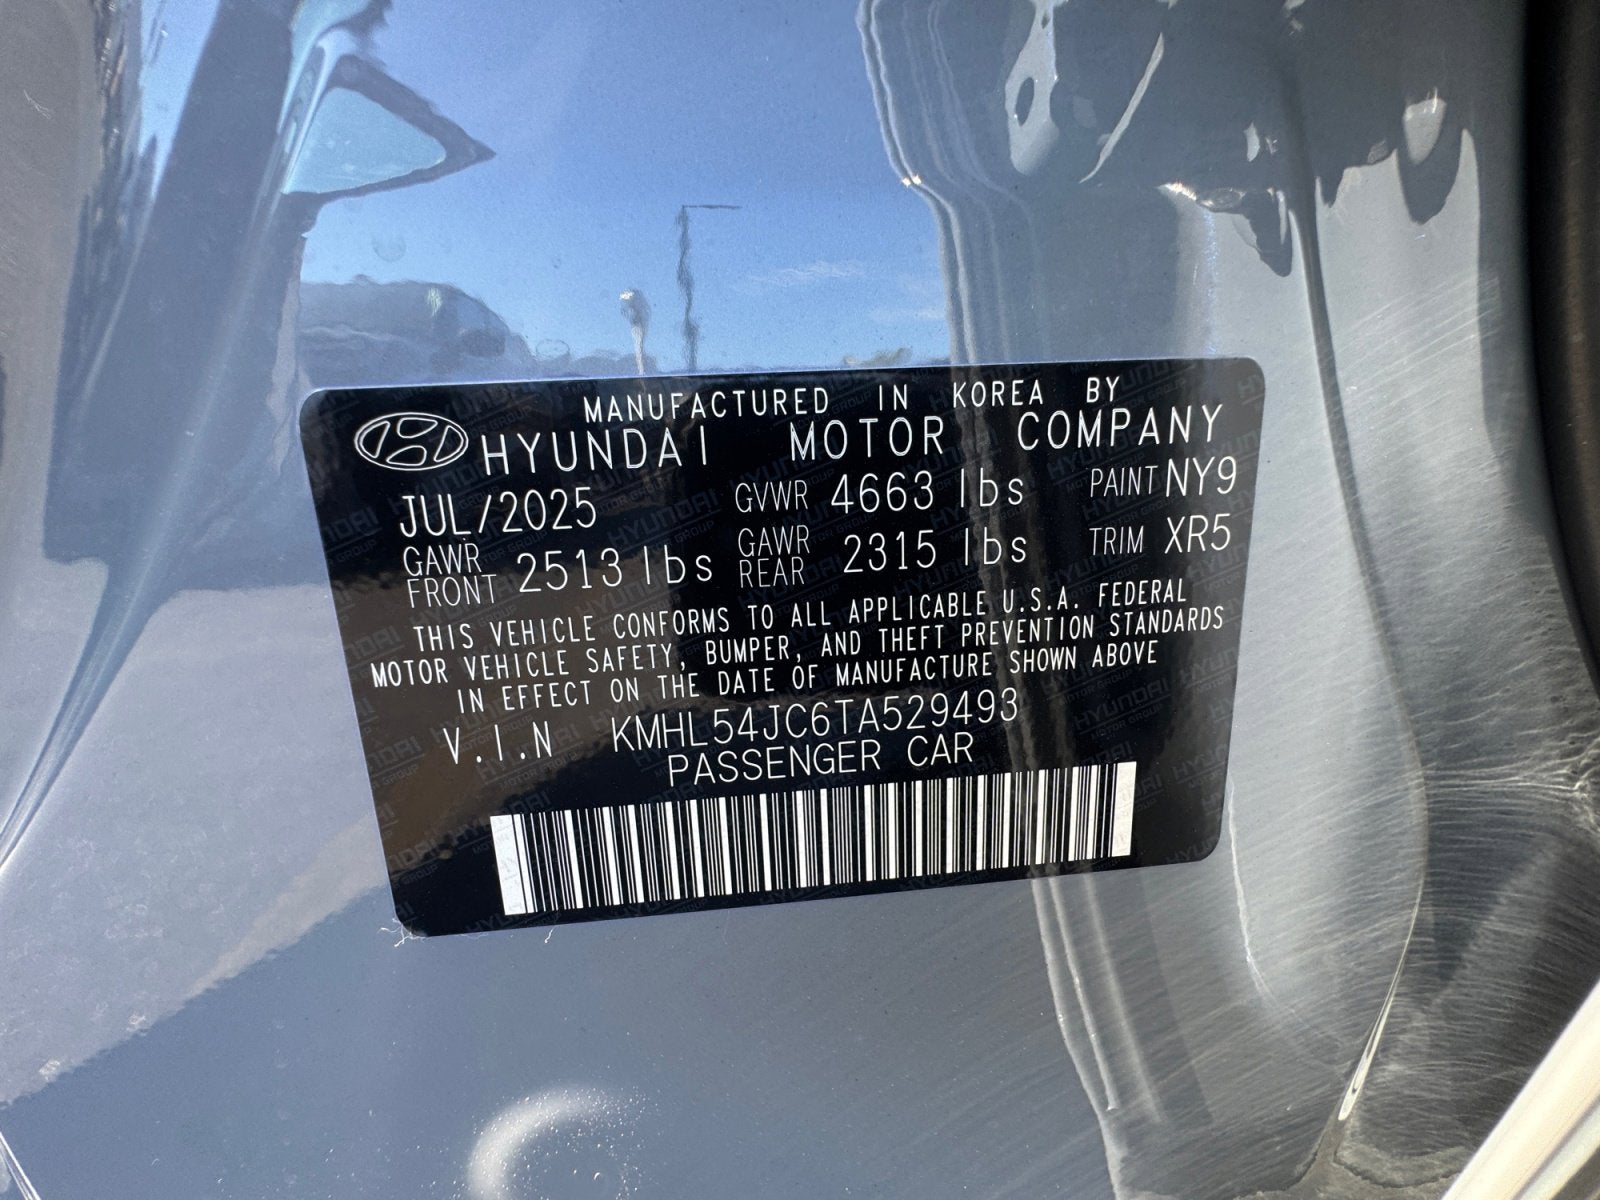 MANUFACTURED IN KOREA BY
HYUNDAI MOTOR COMPANY
JUL/2025 GVWR 4663 lbs PAINT NY9
GAWR FRONT 2513 lbs GAWR REAR 2315 lbs TRIM XR5
THIS VEHICLE CONFORMS TO ALL APPLICABLE U.S.A. FEDERAL
MOTOR VEHICLE SAFETY, BUMPER, AND THEFT PREVENTION STANDARDS
IN EFFECT ON THE DATE OF MANUFACTURE SHOWN ABOVE
V.I.N KMHL54JC6TA529493
PASSENGER CAR